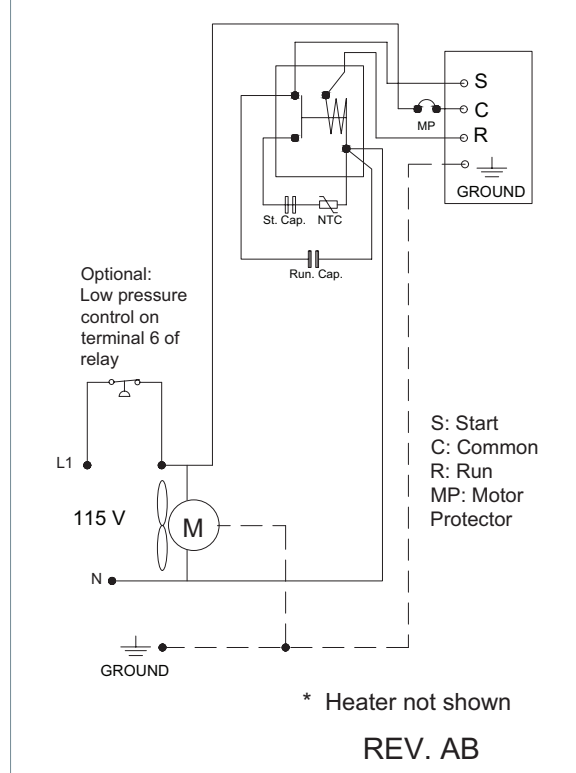 S
C
MP
R
GROUND
St. Cap.
NTC
Run. Cap.
Optional:
Low pressure
control on
terminal 6 of
relay
S: Start
C: Common
R: Run
MP: Motor
Protector
L1
115 V
M
N
GROUND
* Heater not shown
REV. AB